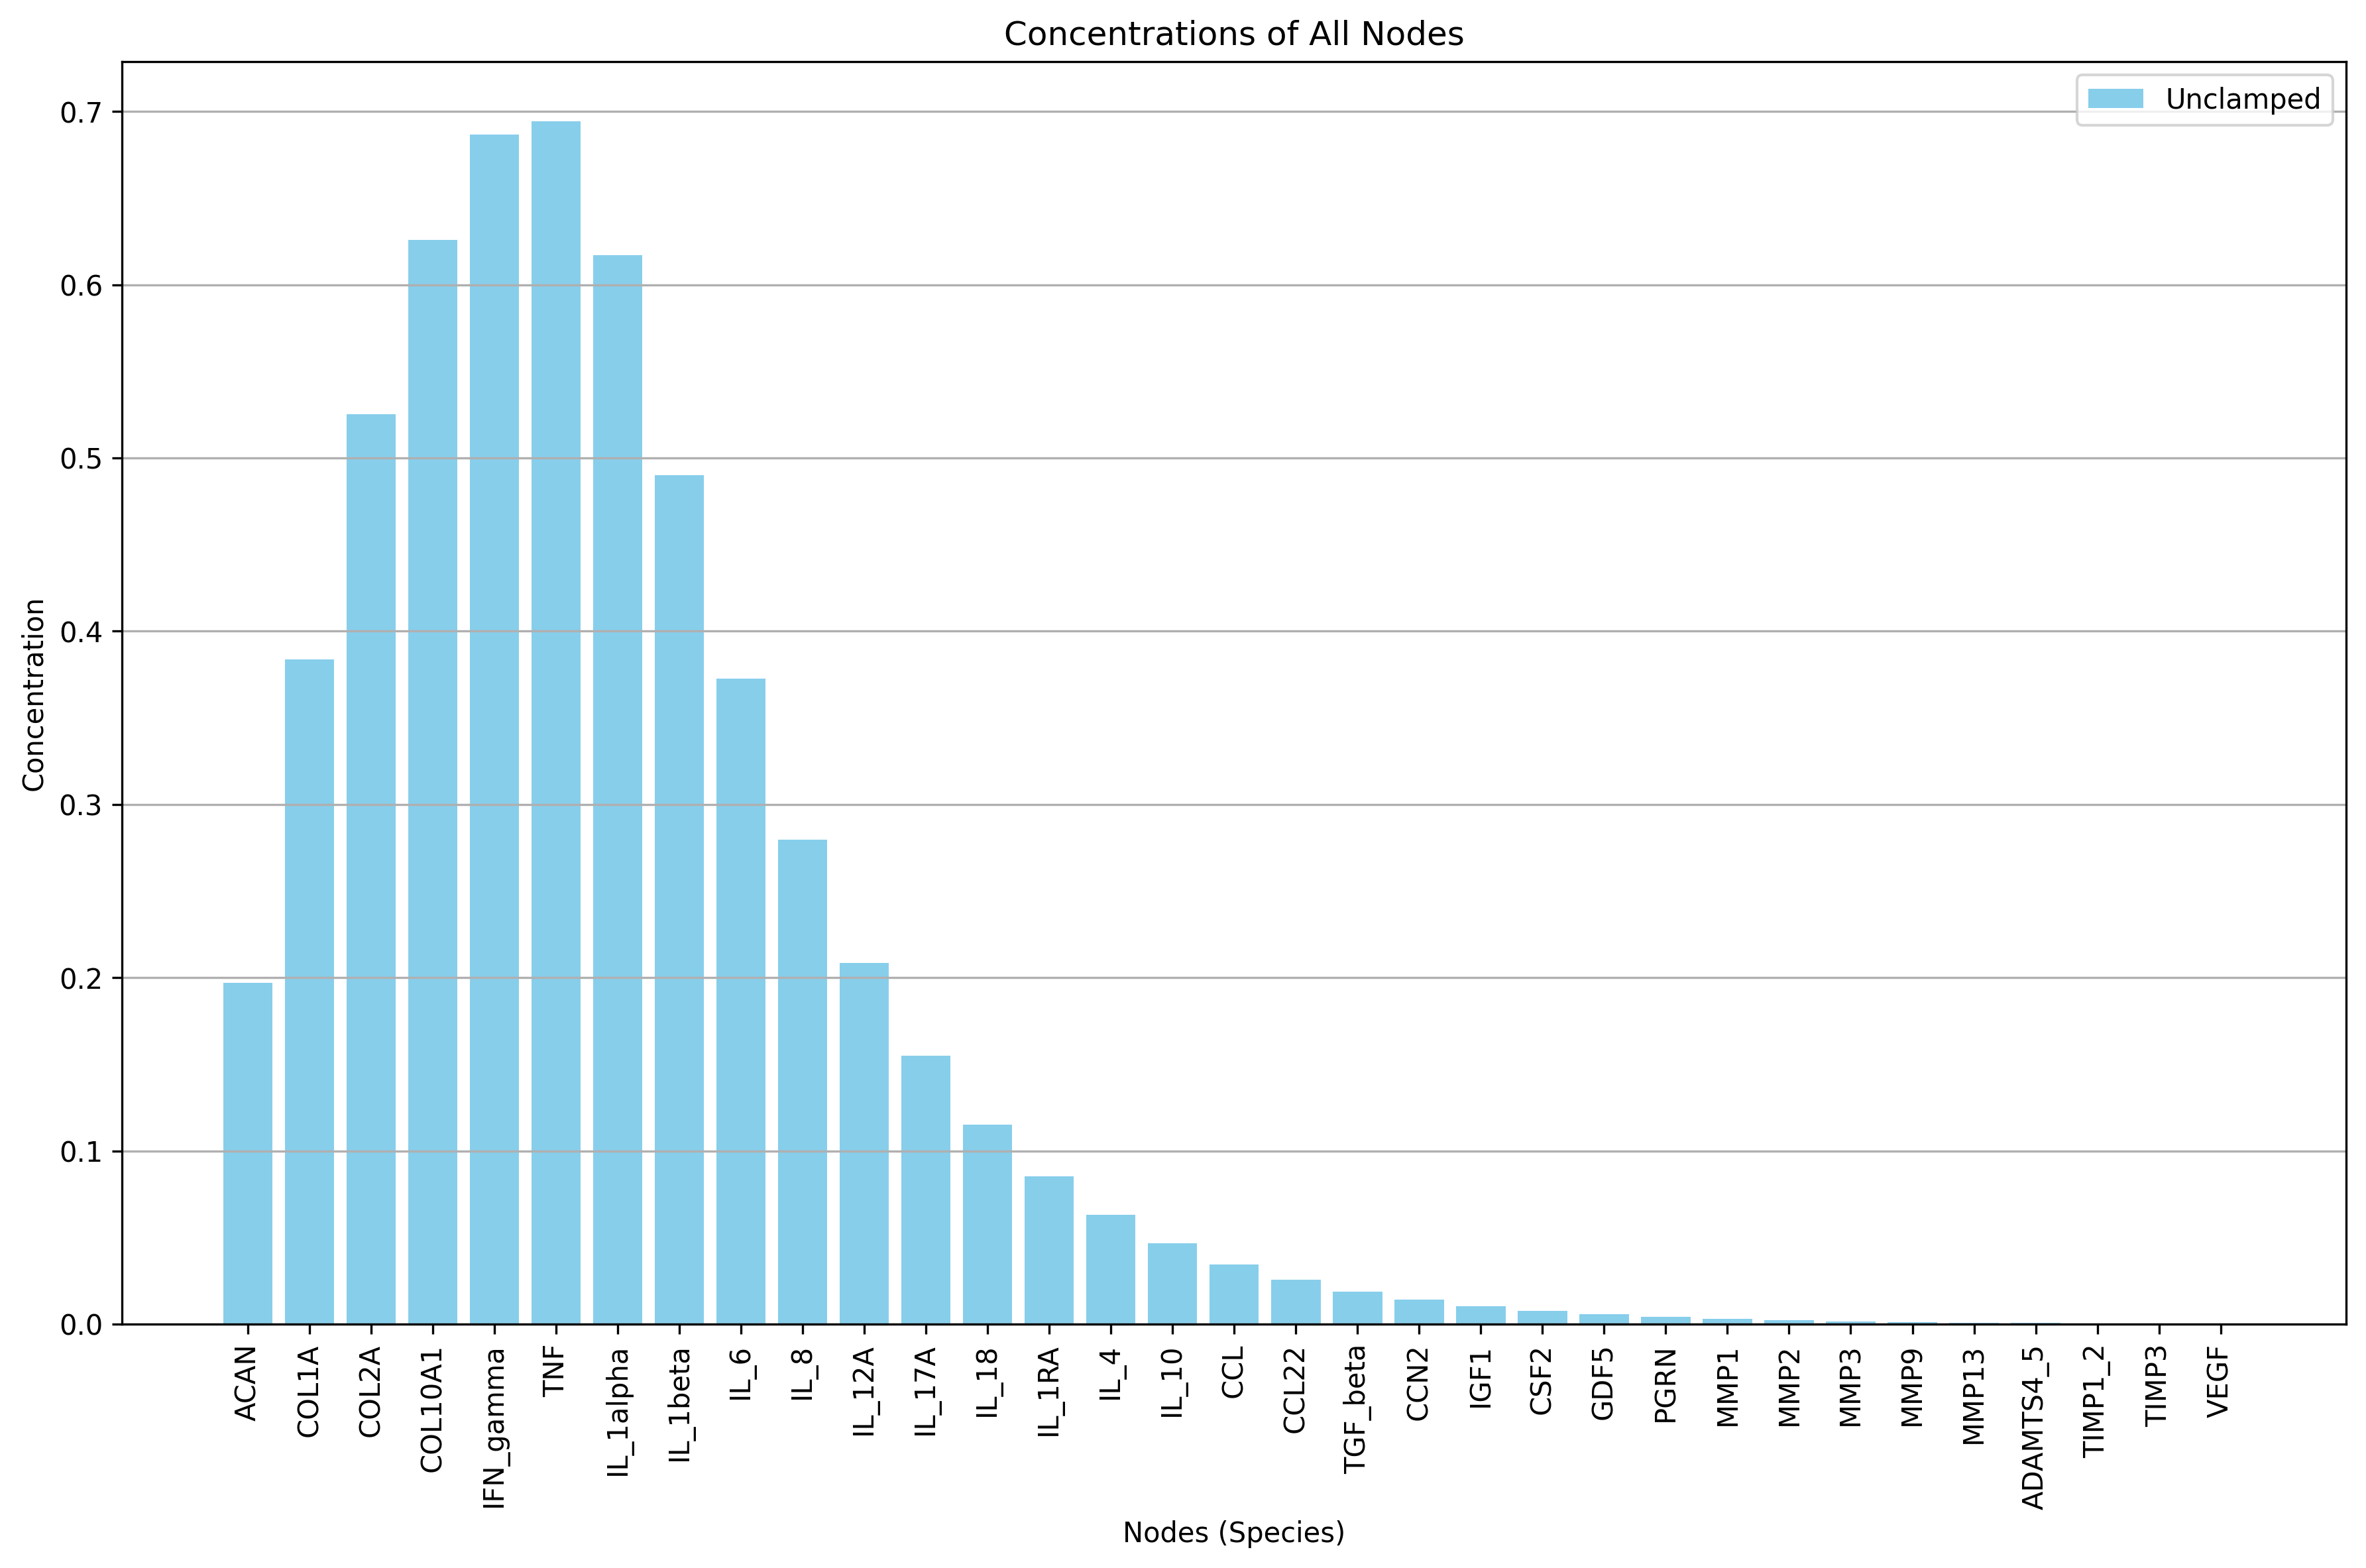 Concentrations of All Nodes
Unclamped
Concentration
0.7
0.6
0.5
0.4
0.3
0.2
0.1
0.0
ACAN
COL1A
COL2A
COL10A1
IFN_gamma
TNF
IL_1alpha
IL_1beta
IL_6
IL_8
IL_12A
IL_17A
IL_18
IL_1RA
IL_4
IL_10
CCL
CCL22
TGF_beta
CCN2
IGF1
CSF2
GDF5
PGRN
MMP1
MMP2
MMP3
MMP9
MMP13
ADAMTS4_5
TIMP1_2
TIMP3
VEGF
Nodes (Species)